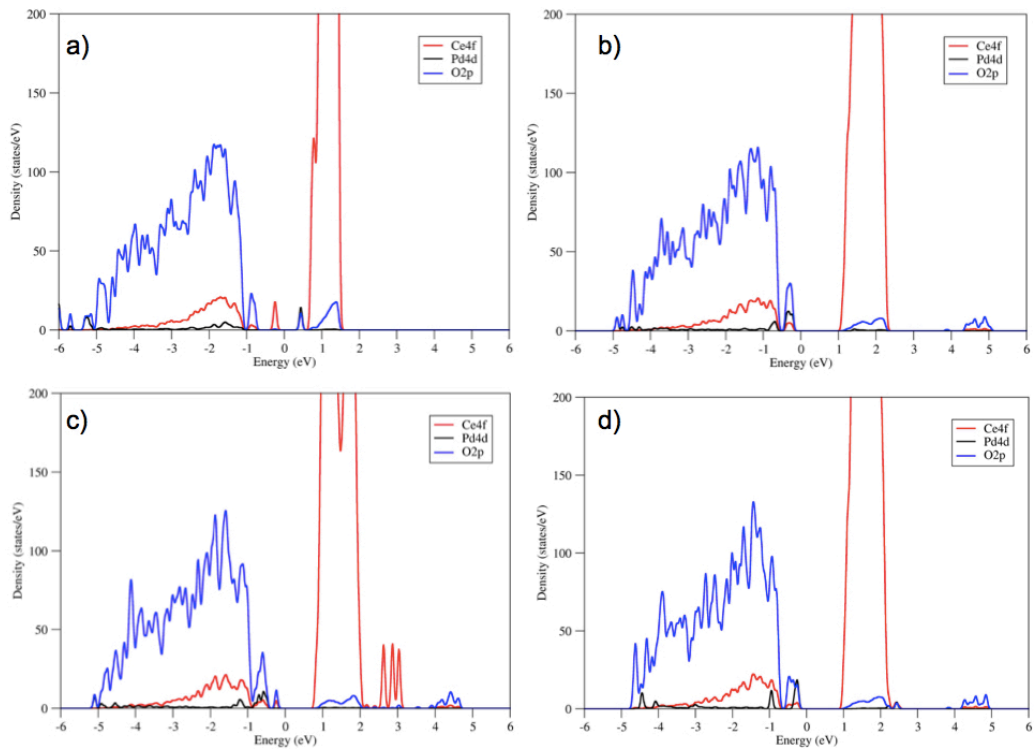 a)
200
150
100
50
0
Density (states/eV)
Ce4f
Pd4d
O2p
-6 -5 -4 -3 -2 -1 0 1 2 3 4 5 6
Energy (eV)
b)
200
150
100
50
0
Density (states/eV)
Ce4f
Pd4d
O2p
-6 -5 -4 -3 -2 -1 0 1 2 3 4 5 6
Energy (eV)
c)
200
150
100
50
0
Density (states/eV)
Ce4f
Pd4d
O2p
-6 -5 -4 -3 -2 -1 0 1 2 3 4 5 6
Energy (eV)
d)
200
150
100
50
0
Density (states/eV)
Ce4f
Pd4d
O2p
-6 -5 -4 -3 -2 -1 0 1 2 3 4 5 6
Energy (eV)